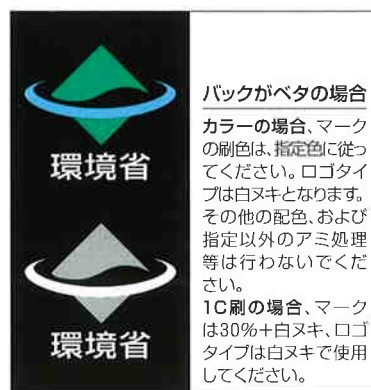 環境省
環境省
バックがベタの場合
カラーの場合、マーク
の刷色は、指定色に従っ
てください。ロゴタイ
プは白ヌキとなります。
その他の配色、および
指定以外のアミ処理
等は行わないでくだ
さい。
1C刷の場合、マーク
は30%+白ヌキ、ロゴ
タイプは白ヌキで使用
してください。